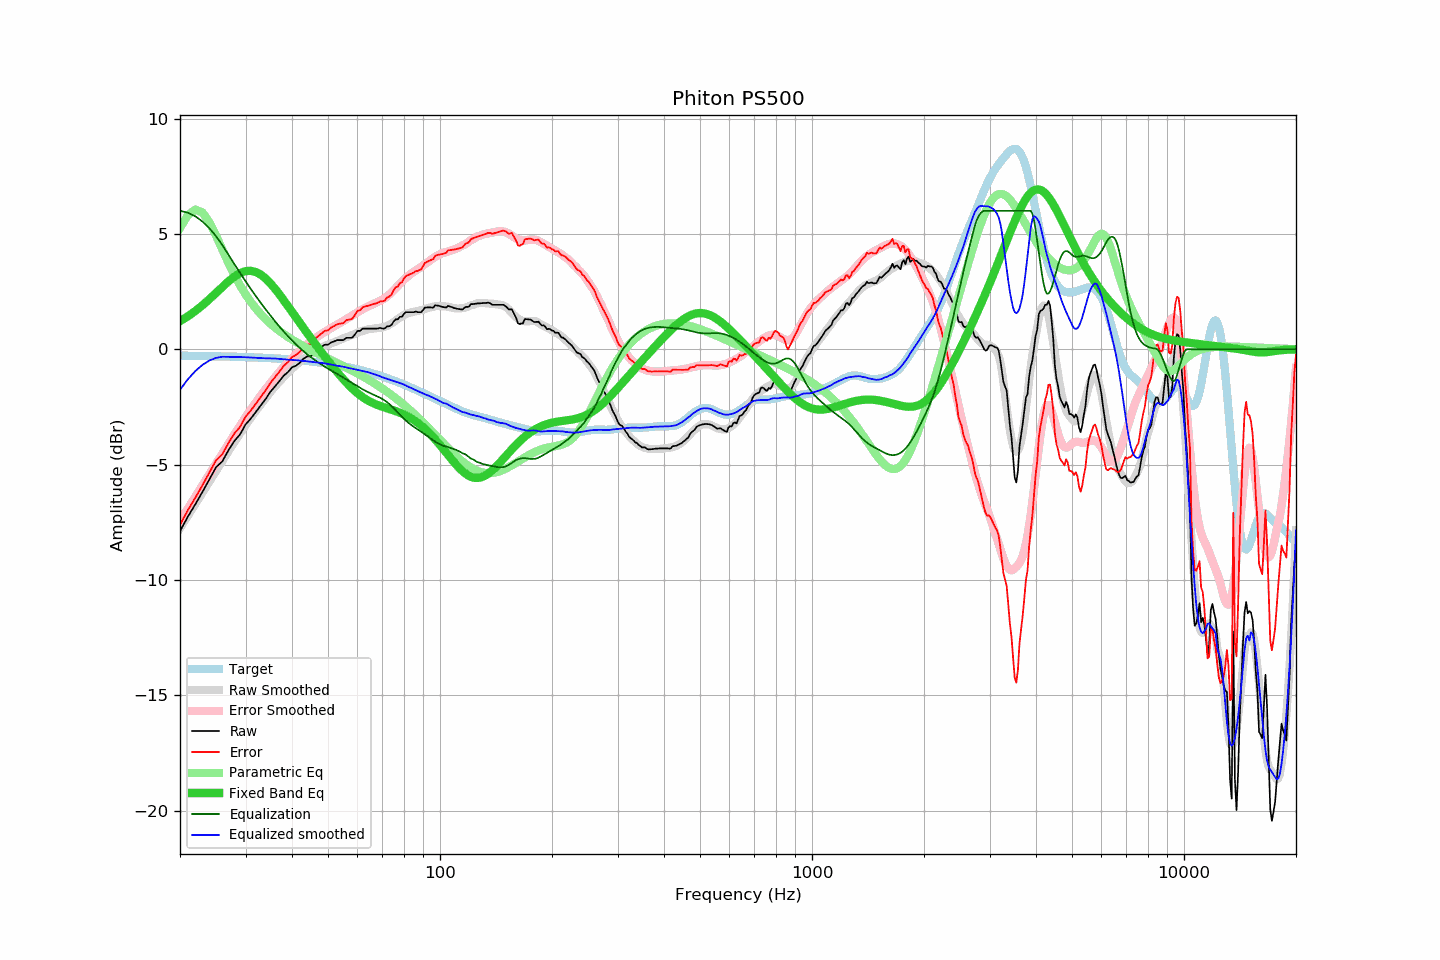 Phiton PS500
10
5
0
−5
−10
−15
−20
Amplitude (dBr)
Target
Raw Smoothed
Error Smoothed
Raw
Error
Parametric Eq
Fixed Band Eq
Equalization
Equalized smoothed
100
1000
10000
Frequency (Hz)